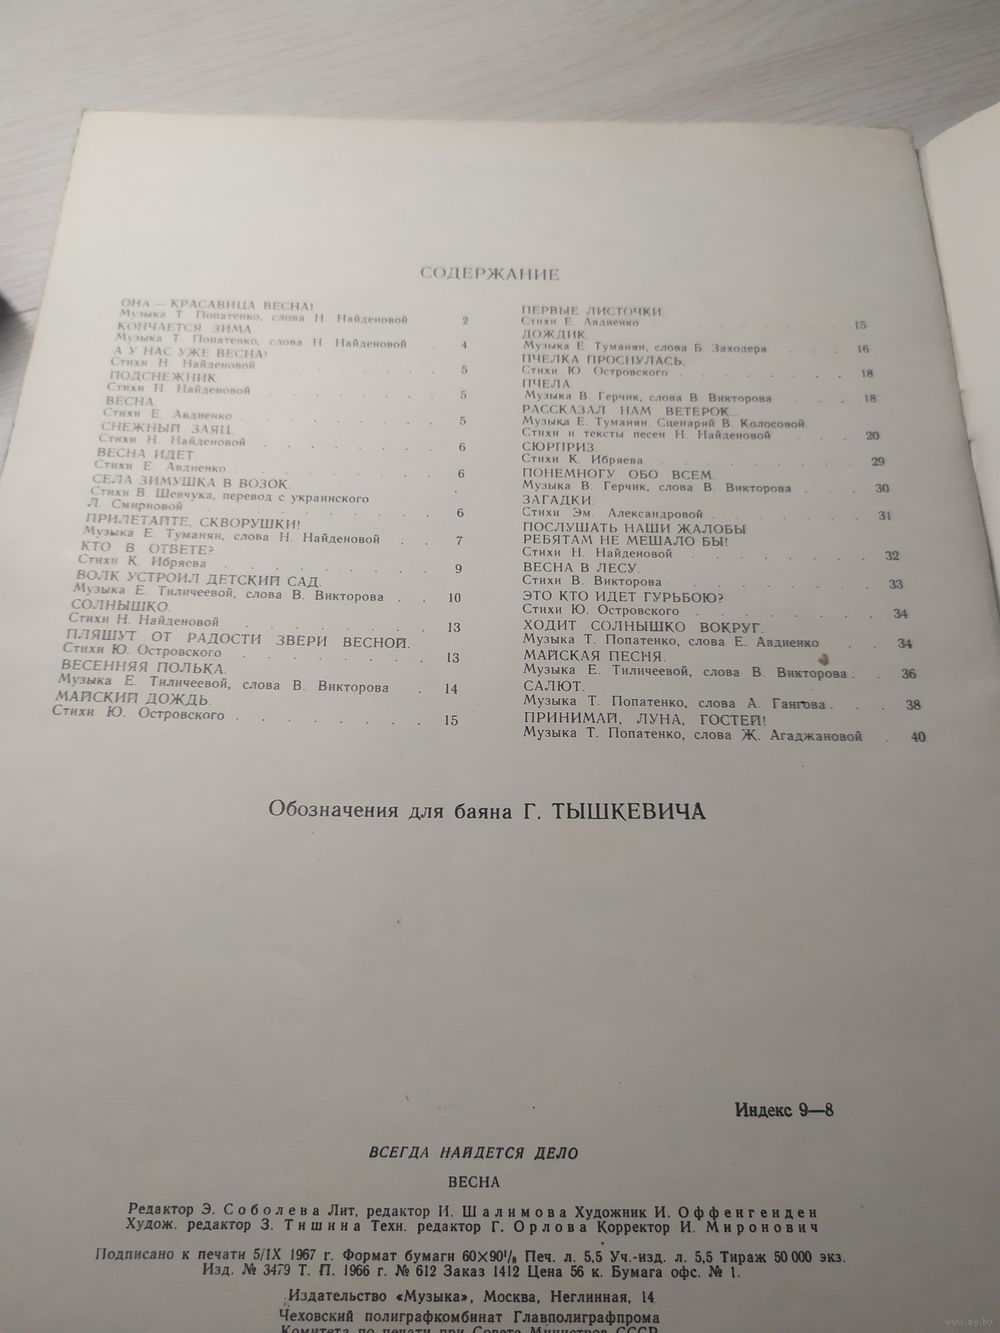 СОДЕРЖАНИЕ
ОНА — КРАСАВИЦА ВЕСНА!
Музыка Т. Попатенко, слова Н. Найденовой 2
КОНЧАЕТСЯ ЗИМА.
Музыка Т. Попатенко, слова Н. Найденовой . 4
А У НАС УЖЕ ВЕСНА!
Стихи Н. Найденовой . . . . . . 5
ПОДСНЕЖНИК.
Стихи Н. Найденовой . . . . . . 5
ВЕСНА.
Стихи Е. Авдиенко . . . . . . 5
СНЕЖНЫЙ ЗАЯЦ.
Стихи Н. Найденовой . . . . . . 6
ВЕСНА ИДЕТ.
Стихи Е. Авдиенко . . . . . . 6
СЕЛА ЗИМУШКА В ВОЗОК.
Стихи В. Шевчука, перевод с украинского
Л. Смирновой . . . . . . 6
ПРИЛЕТАЙТЕ, СКВОРУШКИ!
Музыка Е. Туманян, слова Н. Найденовой . 7
КТО В ОТВЕТЕ?
Стихи К. Ибряева . . . . . . 9
ВОЛК УСТРОИЛ ДЕТСКИЙ САД.
Музыка Е. Тиличеевой, слова В. Викторова . . 10
СОЛНЫШКО.
Стихи Н. Найденовой . . . . . . 13
ПЛЯШУТ ОТ РАДОСТИ ЗВЕРИ ВЕСНОЙ.
Стихи Ю. Островского . . . . . . 13
ВЕСЕННЯЯ ПОЛЬКА.
Музыка Е. Тиличеевой, слова В. Викторова . 14
МАЙСКИЙ ДОЖДЬ.
Стихи Ю. Островского . . . . . . . 15
ПЕРВЫЕ ЛИСТОЧКИ.
Стихи Е. Авдиенко . . . . . . 15
ДОЖДИК.
Музыка Е. Туманян, слова Б. Заходера . . . 16
ПЧЕЛКА ПРОСНУЛАСЬ.
Стихи Ю. Островского . . . . . . 18
ПЧЕЛА.
Музыка В. Герчик, слова В. Викторова . . . 18
РАССКАЗАЛ НАМ ВЕТЕРОК...
Музыка Е. Туманян. Сценарий В. Колосовой.
Стихи и тексты песен Н. Найденовой . . . 20
СЮРПРИЗ.
Стихи К. Ибряева . . . . . . 29
ПОНЕМНОГУ ОБО ВСЕМ.
Музыка В. Герчик, слова В. Викторова . . . 30
ЗАГАДКИ.
Стихи Эм. Александровой . . . . . . 31
ПОСЛУШАТЬ НАШИ ЖАЛОБЫ
РЕБЯТАМ НЕ МЕШАЛО БЫ!
Стихи Н. Найденовой . . . . . . 32
ВЕСНА В ЛЕСУ.
Стихи В. Викторова . . . . . . 33
ЭТО КТО ИДЕТ ГУРЬБОЮ?
Стихи Ю. Островского . . . . . . 34
ХОДИТ СОЛНЫШКО ВОКРУГ.
Музыка Т. Попатенко, слова Е. Авдиенко . . 34
МАЙСКАЯ ПЕСНЯ.
Музыка Е. Тиличеевой, слова В. Викторова . . 36
САЛЮТ.
Музыка Т. Попатенко, слова А. Гангова . . . 38
ПРИНИМАЙ, ЛУНА, ГОСТЕЙ!
Музыка Т. Попатенко, слова Ж. Агаджановой . 40
Обозначения для баяна Г. ТЫШКЕВИЧА
Индекс 9—8
ВСЕГДА НАЙДЕТСЯ ДЕЛО
ВЕСНА
Редактор Э. Соболева Лит, редактор И. Шалимова Художник И. Оффенгенден
Худож. редактор З. Тишина Техн. редактор Г. Орлова Корректор И. Миронович
Подписано к печати 5/IX 1967 г. Формат бумаги 60×90 1/8 Печ. л. 5,5 Уч.-изд. л. 5,5 Тираж 50 000 экз.
Изд. № 3479 Т. П. 1966 г. № 612 Заказ 1412 Цена 56 к. Бумага офс. № 1.
Издательство «Музыка», Москва, Неглинная, 14
Чеховский полиграфкомбинат Главполиграфпрома
Комитета по печати при Совете Министров СССР
www.ay.by